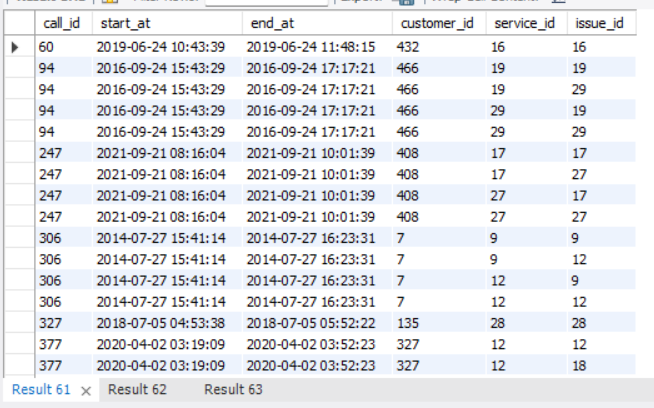 call_id start_at end_at customer_id service_id issue_id
60 2019-06-24 10:43:39 2019-06-24 11:48:15 432 16 16
94 2016-09-24 15:43:29 2016-09-24 17:17:21 466 19 19
94 2016-09-24 15:43:29 2016-09-24 17:17:21 466 19 29
94 2016-09-24 15:43:29 2016-09-24 17:17:21 466 29 19
94 2016-09-24 15:43:29 2016-09-24 17:17:21 466 29 29
247 2021-09-21 08:16:04 2021-09-21 10:01:39 408 17 17
247 2021-09-21 08:16:04 2021-09-21 10:01:39 408 17 27
247 2021-09-21 08:16:04 2021-09-21 10:01:39 408 27 17
247 2021-09-21 08:16:04 2021-09-21 10:01:39 408 27 27
306 2014-07-27 15:41:14 2014-07-27 16:23:31 7 9 9
306 2014-07-27 15:41:14 2014-07-27 16:23:31 7 9 12
306 2014-07-27 15:41:14 2014-07-27 16:23:31 7 12 9
306 2014-07-27 15:41:14 2014-07-27 16:23:31 7 12 12
327 2018-07-05 04:53:38 2018-07-05 05:52:22 135 28 28
377 2020-04-02 03:19:09 2020-04-02 03:52:23 327 12 12
377 2020-04-02 03:19:09 2020-04-02 03:52:23 327 12 18
Result 61 Result 62 Result 63